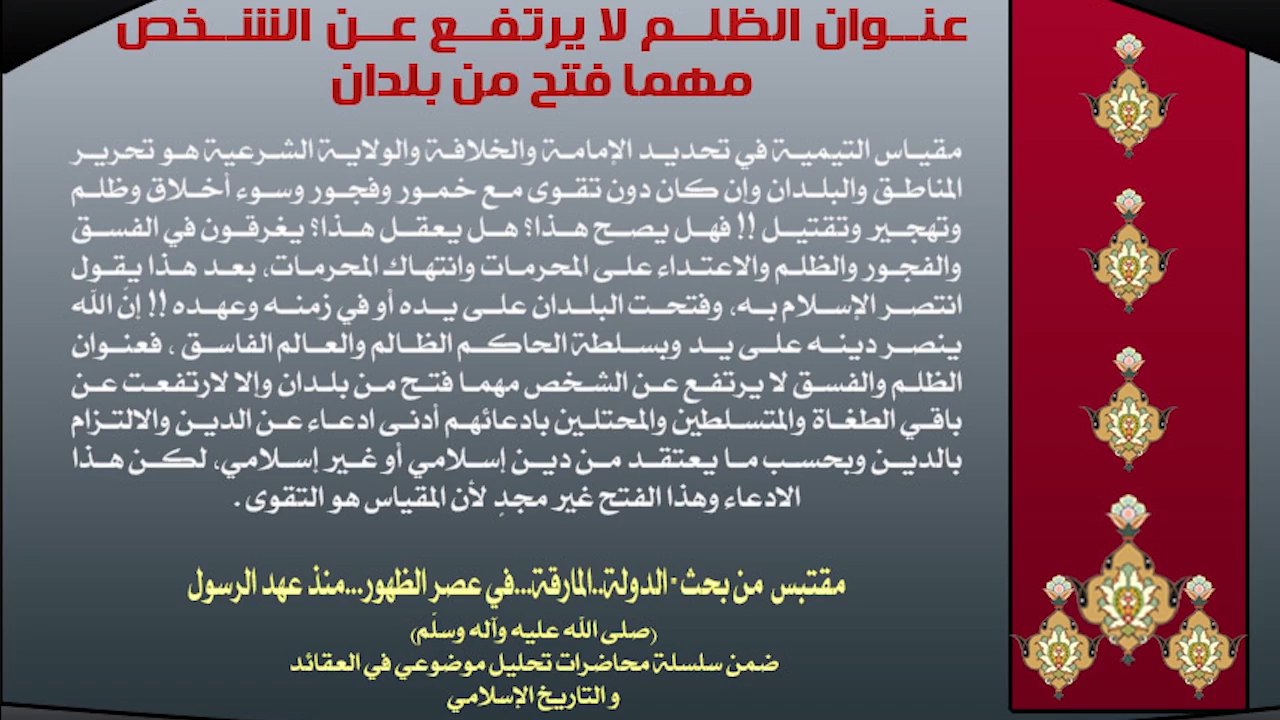 عنوان الظلم لا يرتفع عن الشخص
مهما فتح من بلدان
مقياس التيمية في تحديد الإمامة والخلافة والولاية الشرعية هو تحرير
المناطق والبلدان وإن كان دون تقوى مع خمور وفجور وسوء أخلاق وظلم
وتهجير وتقتيل !! فهل يصح هذا؟ هل يعقل هذا؟ يغرقون في الفسق
والفجور والظلم والاعتداء على المحرمات وانتهاك المحرمات، بعد هذا يقول
انتصر الإسلام به، وفتحت البلدان على يده أو في زمنه وعهده !! إنَ الله
ينصر دينه على يد وبسلطة الحاكم الظالم والعالم الفاسق ، فعنوان
الظلم والفسق لا يرتفع عن الشخص مهما فتح من بلدان وإلا لارتفعت عن
باقي الطغاة والمتسلطين والمحتلين بادعائهم أدنى ادعاء عن الدين والالتزام
بالدين وبحسب ما يعتقد من دين إسلامي أو غير إسلامي، لكن هذا
الادعاء وهذا الفتح غير مجدِ لأن المقياس هو التقوى .
مقتبس من بحث - الدولة..المارقة...في عصر الظهور...منذ عهد الرسول
(صلى الله عليه وآله وسلّم)
ضمن سلسلة محاضرات تحليل موضوعي في العقائد
و التاريخ الإسلامي